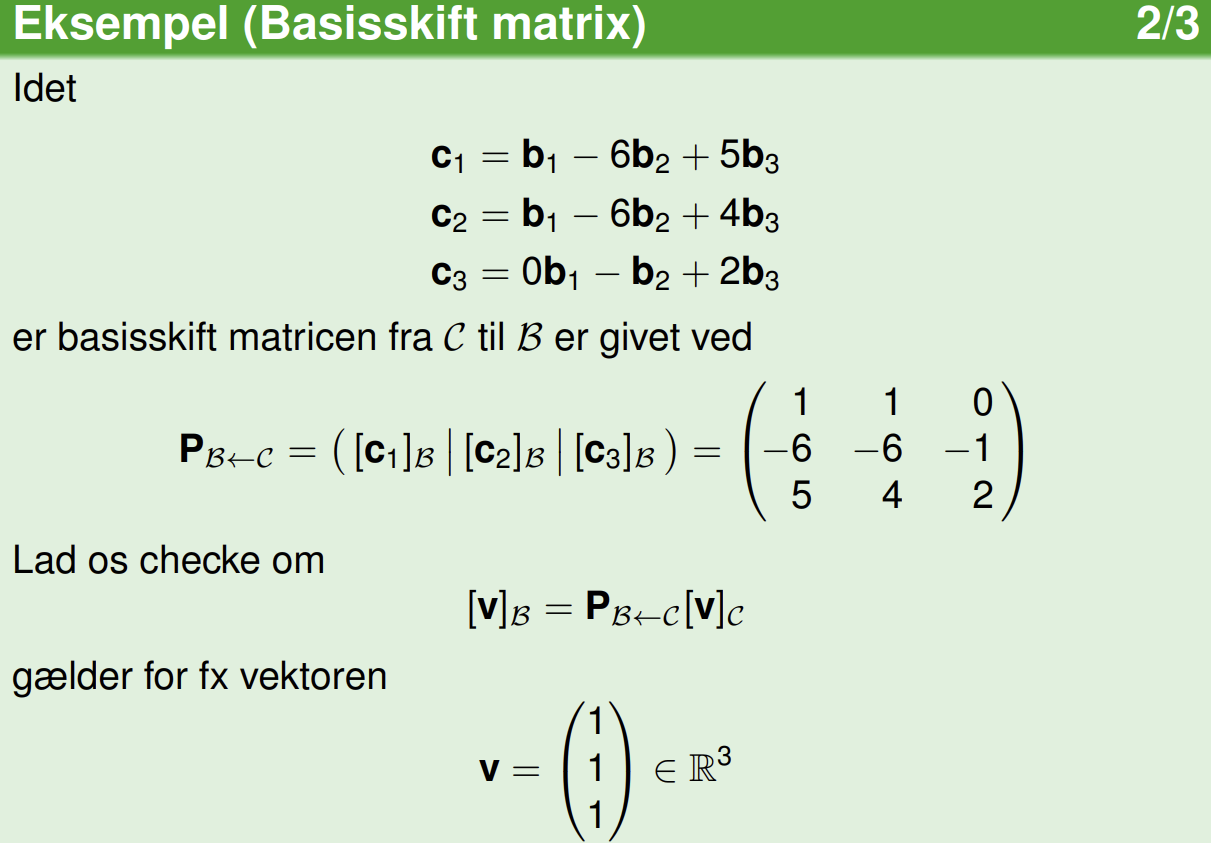 Eksempel (Basisskift matrix) 2/3
Idet
c₁ = b₁ − 6b₂ + 5b₃
c₂ = b₁ − 6b₂ + 4b₃
c₃ = 0b₁ − b₂ + 2b₃
er basisskift matricen fra 𝒞 til ℬ er givet ved
P_{ℬ←𝒞} = ( [c₁]_ℬ | [c₂]_ℬ | [c₃]_ℬ ) = ( 1 1 0
−6 −6 −1
5 4 2 )
Lad os checke om
[v]_ℬ = P_{ℬ←𝒞}[v]_𝒞
gælder for fx vektoren
v = ( 1
1
1 ) ∈ ℝ³